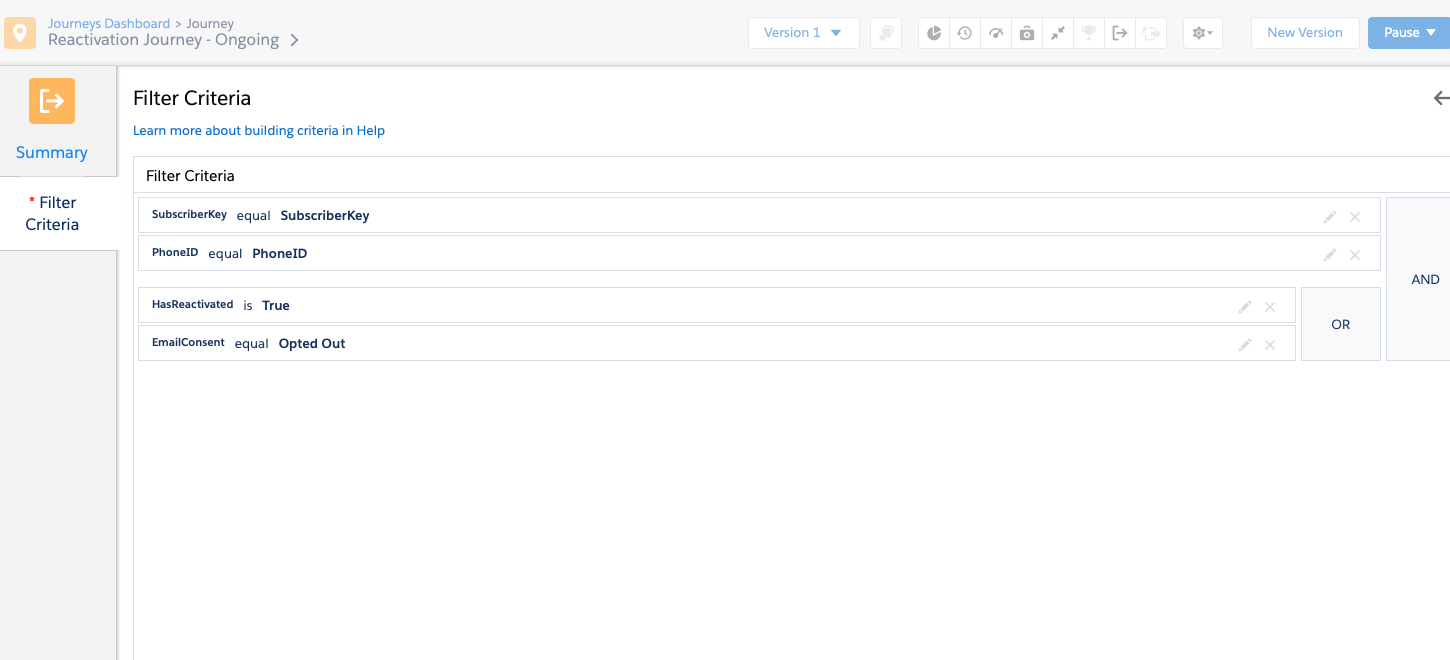 Journeys Dashboard > Journey
Reactivation Journey - Ongoing
Version 1
New Version
Pause
Summary
* Filter
Criteria
Filter Criteria
Learn more about building criteria in Help
Filter Criteria
SubscriberKey equal SubscriberKey
PhoneID equal PhoneID
AND
HasReactivated is True
OR
EmailConsent equal Opted Out